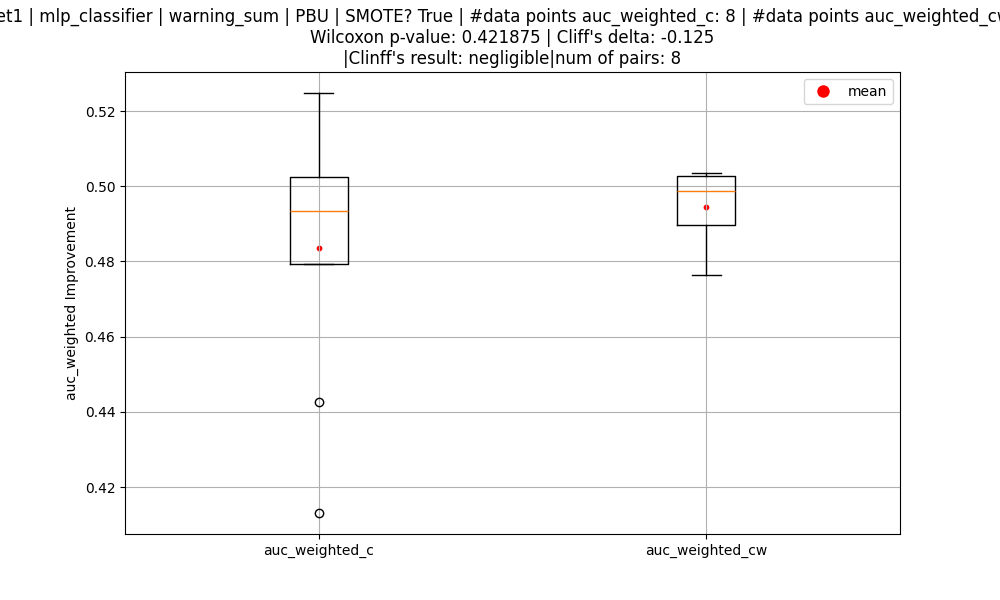 | mlp_classifier | warning_sum | PBU | SMOTE? True | #data points auc_weighted_c: 8 | #data points
Wilcoxon p-value: 0.421875 | Cliff's delta: -0.125
|Clinff's result: negligible|num of pairs: 8
mean
0.52
0.50
0.48
0.46
0.44
0.42
auc_weighted Improvement
auc_weighted_c
auc_weighted_cw